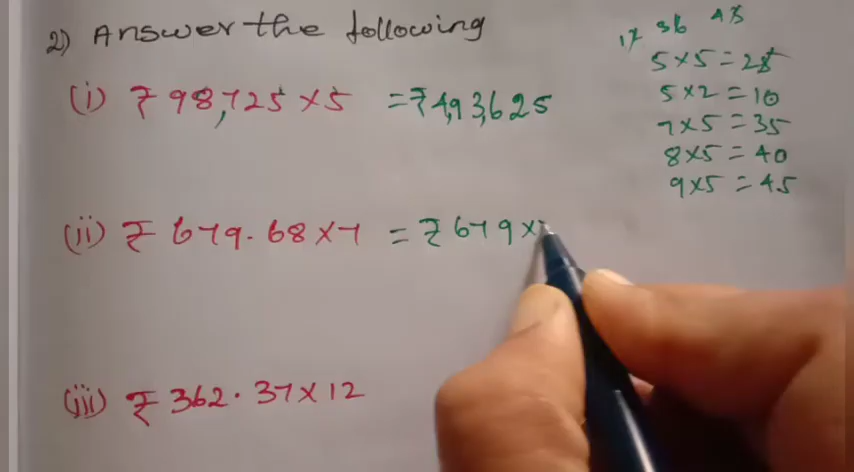 2) Answer the following
17 36 43
5×5=25
(i) ₹98,725×5 =₹4,93,625
5×2=10
7×5=35
8×5=40
9×5=45
(ii) ₹679.68×7 =₹679×
(iii) ₹362.37×12